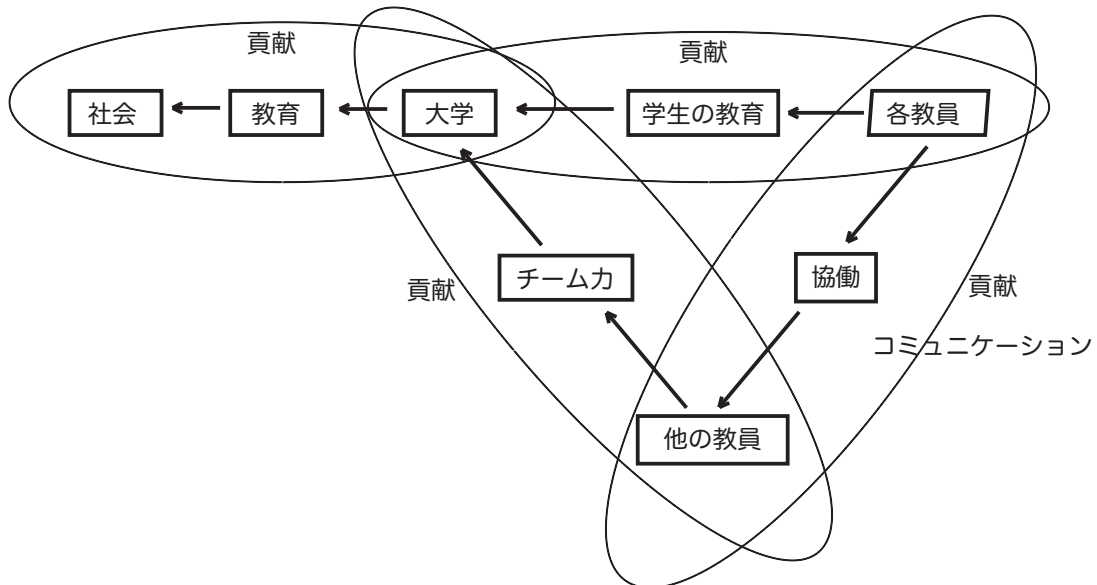 貢献
貢献
社会
教育
大学
学生の教育
各教員
チーム力
協働
貢献
貢献
コミュニケーション
他の教員